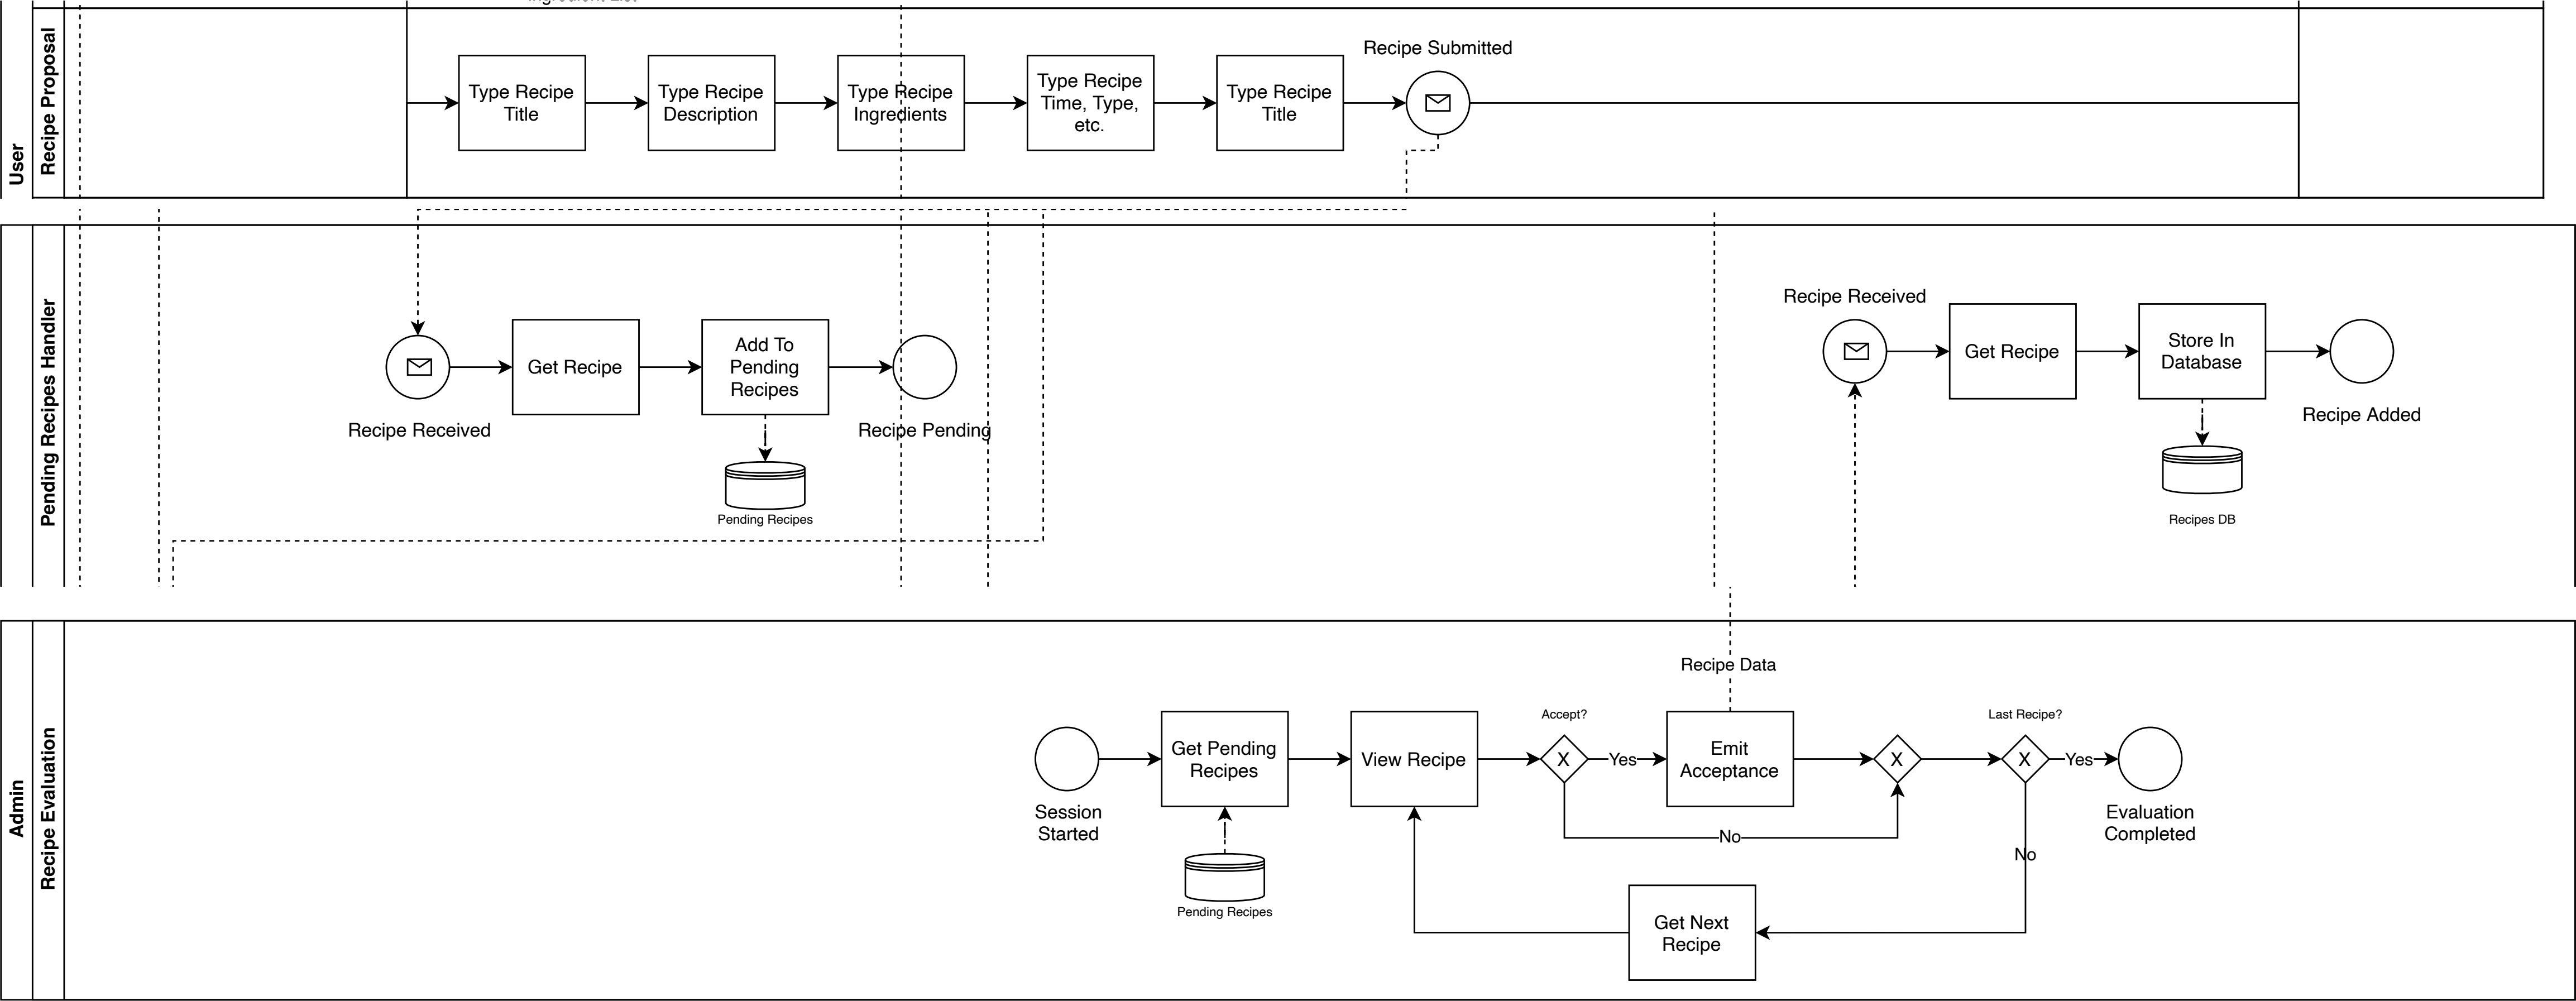 Ingredient List
User
Recipe Proposal
Type Recipe
Title
Type Recipe
Description
Type Recipe
Ingredients
Type Recipe
Time, Type,
etc.
Type Recipe
Title
Recipe Submitted
Pending Recipes Handler
Recipe Received
Get Recipe
Add To
Pending
Recipes
Recipe Pending
Pending Recipes
Recipe Received
Get Recipe
Store In
Database
Recipe Added
Recipes DB
Admin
Recipe Evaluation
Session
Started
Get Pending
Recipes
Pending Recipes
View Recipe
Accept?
X
Yes
No
Recipe Data
Emit
Acceptance
X
Last Recipe?
X
Yes
No
Get Next
Recipe
Evaluation
Completed